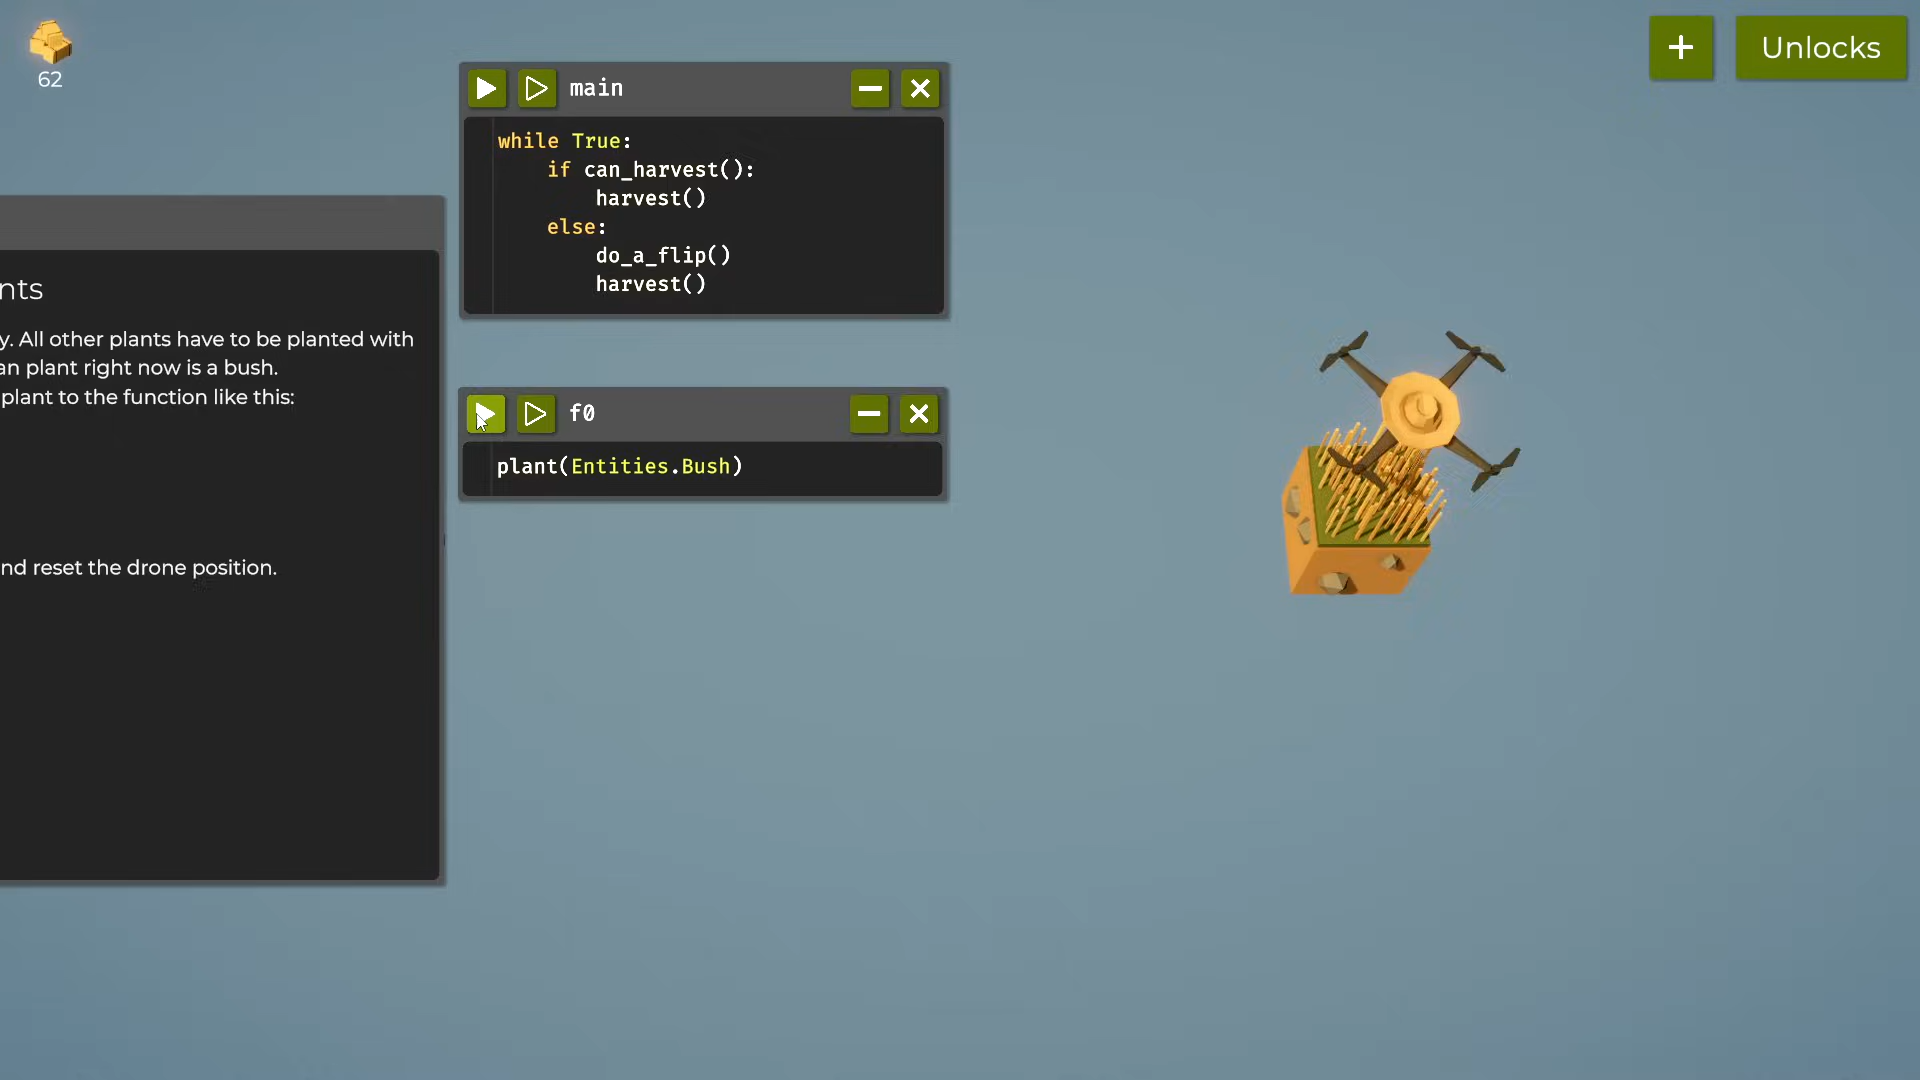 62
Unlocks
main
while True:
if can_harvest():
harvest()
else:
do_a_flip()
harvest()
nts
y. All other plants have to be planted with
an plant right now is a bush.
plant to the function like this:
nd reset the drone position.
f0
plant(Entities.Bush)